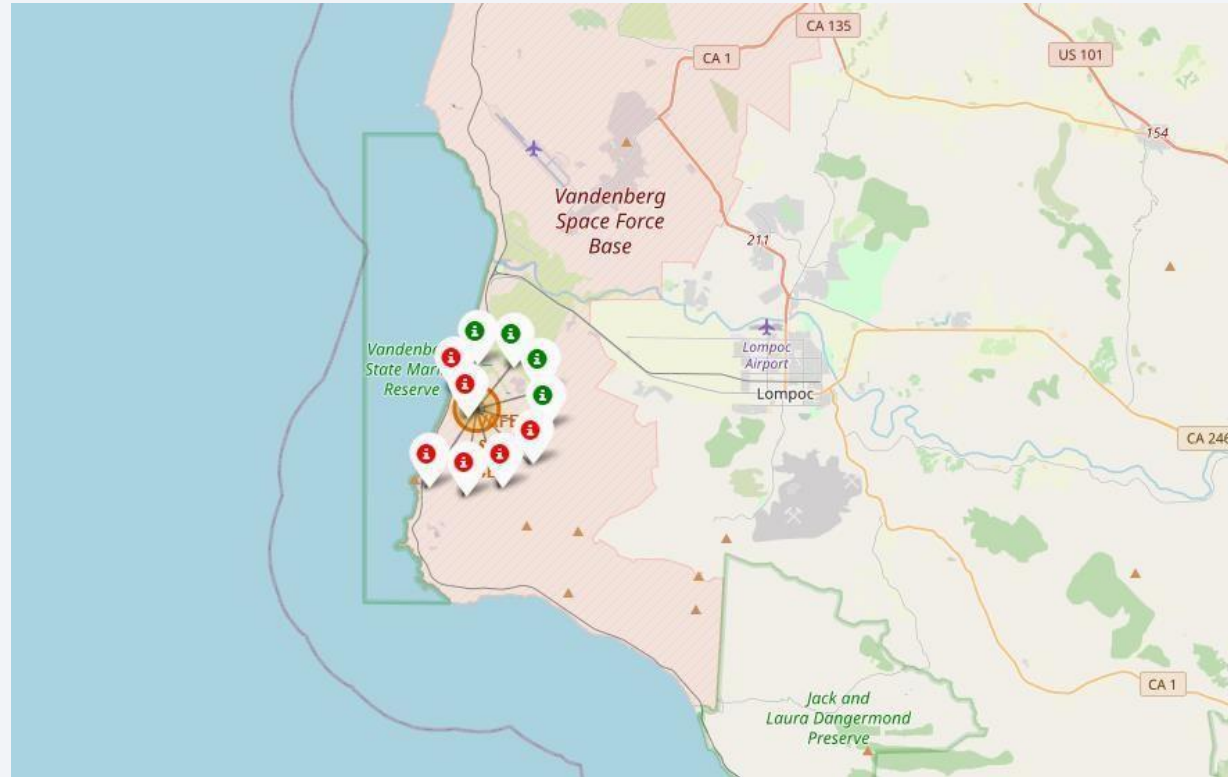 CA 135
CA 1
US 101
154
Vandenberg
Space Force
Base
211
State
Reserve
Lompoc
Airport
Lompoc
CA 246
CA 1
Jack and
Laura Dangermond
Preserve